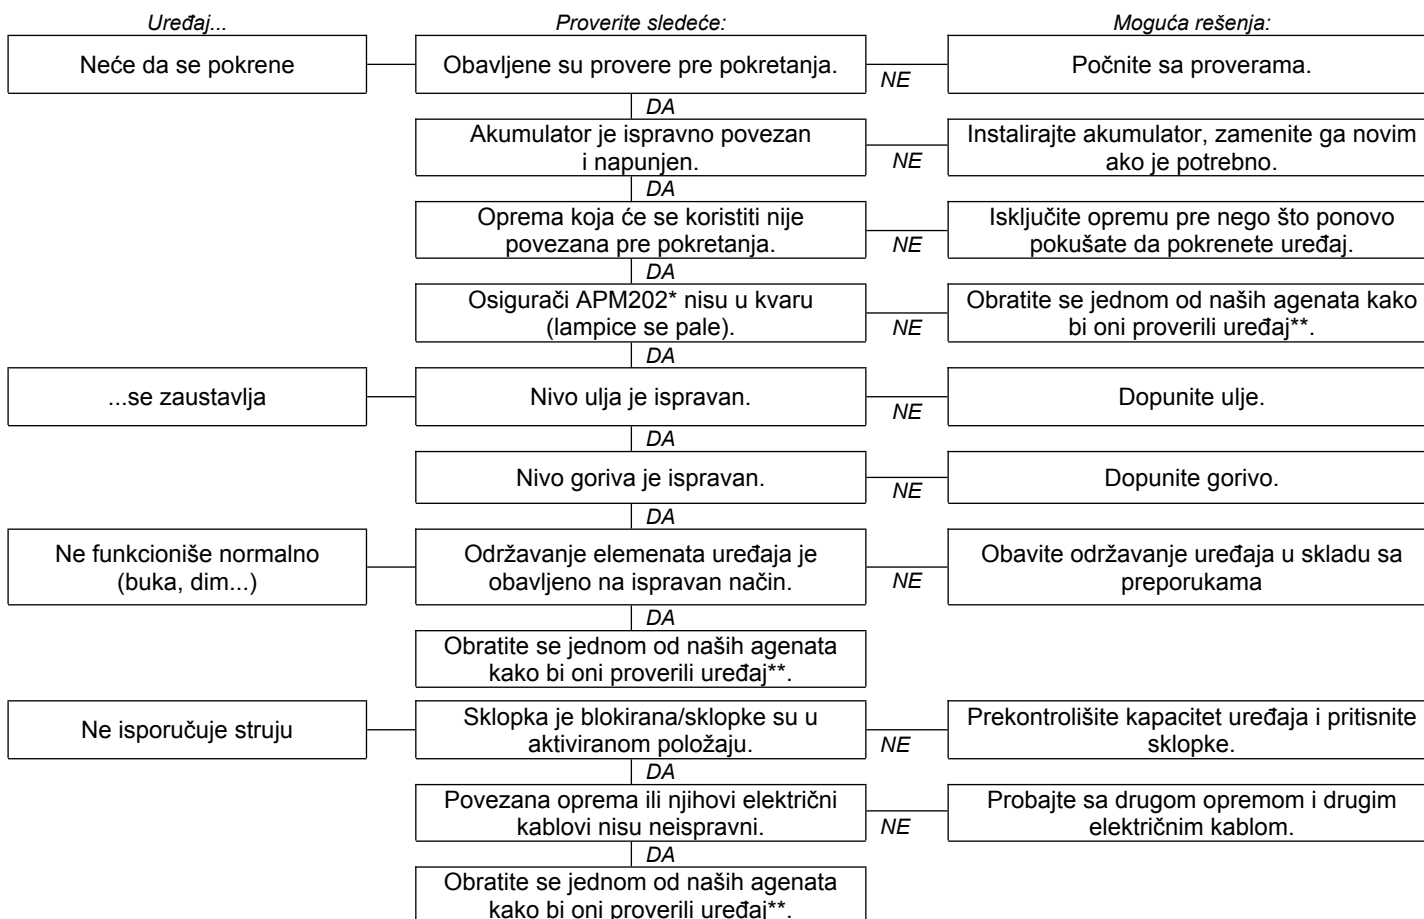 Uređaj...
Proverite sledeće:
Moguća rešenja:
Neće da se pokrene
Obavljene su provere pre pokretanja.
NE
Počnite sa proverama.
DA
Akumulator je ispravno povezan
i napunjen.
NE
Instalirajte akumulator, zamenite ga novim
ako je potrebno.
DA
Oprema koja će se koristiti nije
povezana pre pokretanja.
NE
Isključite opremu pre nego što ponovo
pokušate da pokrenete uređaj.
DA
Osigurači APM202* nisu u kvaru
(lampice se pale).
NE
Obratite se jednom od naših agenata kako
bi oni proverili uređaj**.
DA
...se zaustavlja
Nivo ulja je ispravan.
NE
Dopunite ulje.
DA
Nivo goriva je ispravan.
NE
Dopunite gorivo.
DA
Ne funkcioniše normalno
(buka, dim...)
Održavanje elemenata uređaja je
obavljeno na ispravan način.
NE
Obavite održavanje uređaja u skladu sa
preporukama
DA
Obratite se jednom od naših agenata
kako bi oni proverili uređaj**.
Ne isporučuje struju
Sklopka je blokirana/sklopke su u
aktiviranom položaju.
NE
Prekontrolišite kapacitet uređaja i pritisnite
sklopke.
DA
Povezana oprema ili njihovi električni
kablovi nisu neispravni.
NE
Probajte sa drugom opremom i drugim
električnim kablom.
DA
Obratite se jednom od naših agenata
kako bi oni proverili uređaj**.